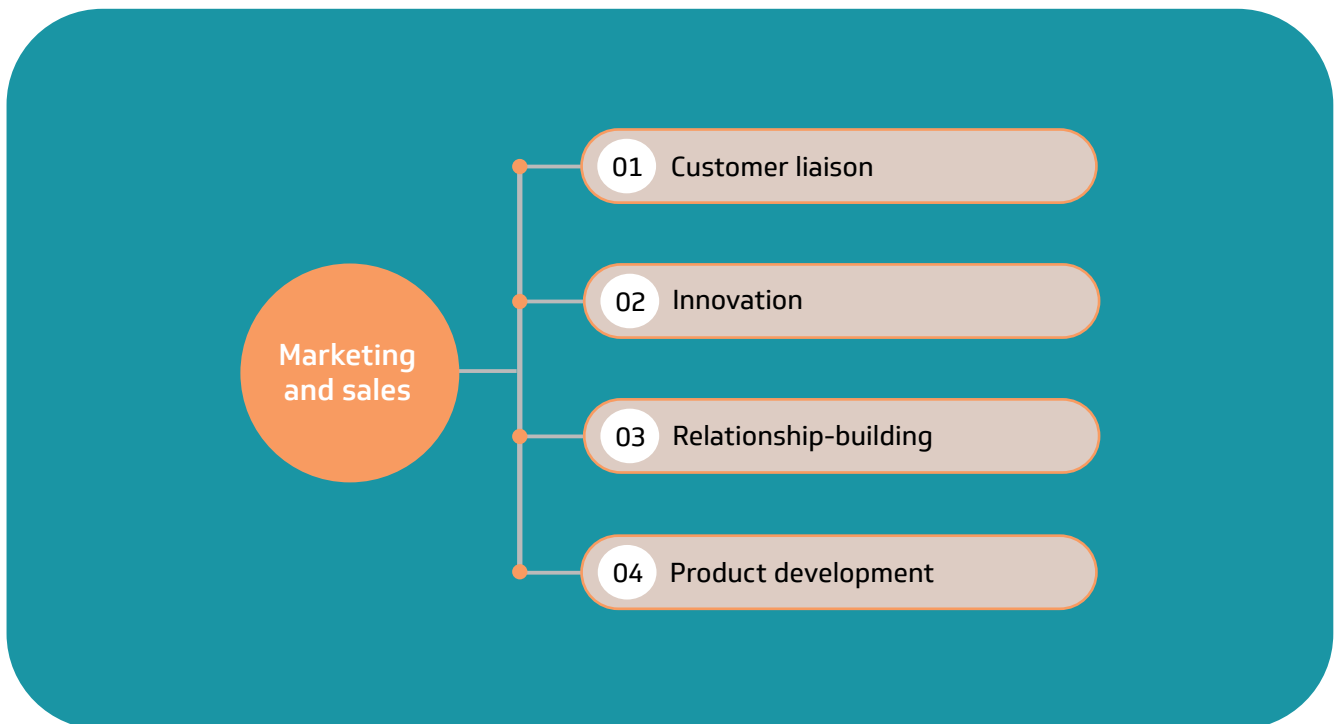 Marketing
and sales
01 Customer liaison
02 Innovation
03 Relationship-building
04 Product development